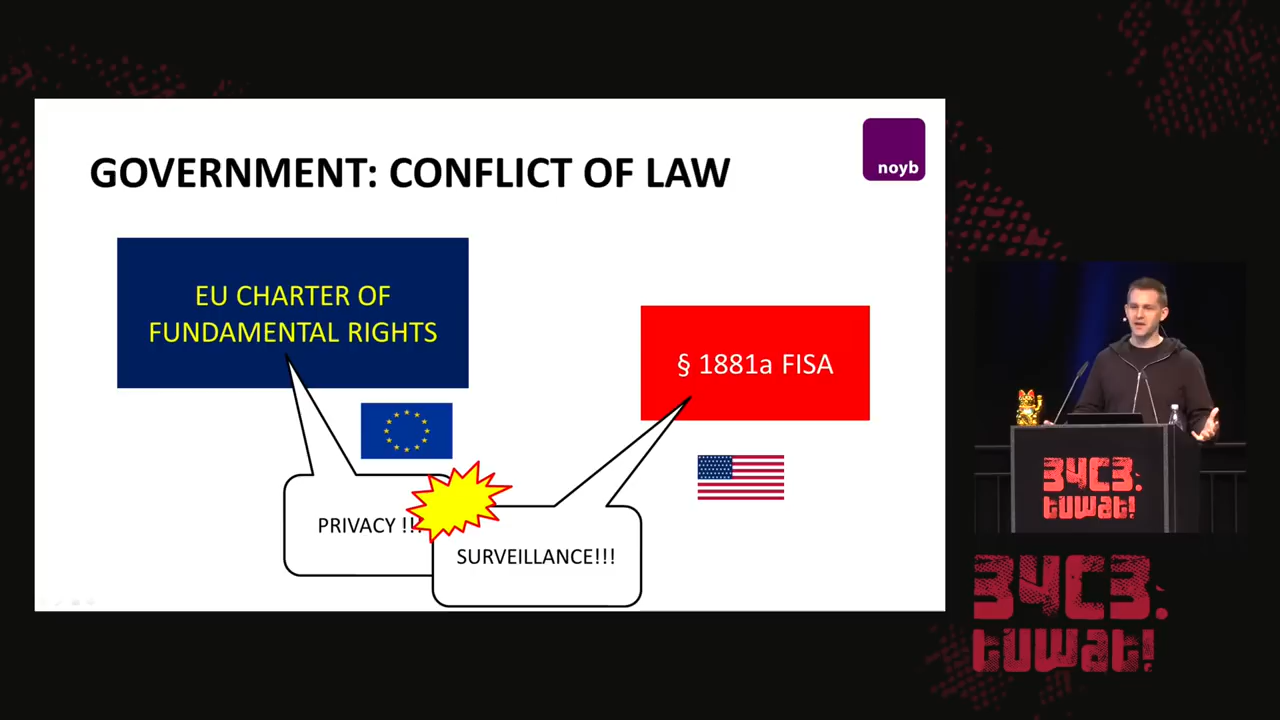 GOVERNMENT: CONFLICT OF LAW
noyb
EU CHARTER OF
FUNDAMENTAL RIGHTS
§ 1881a FISA
PRIVACY !!!
SURVEILLANCE!!!
34C3.
tuwat!
34C3.
tuwat!